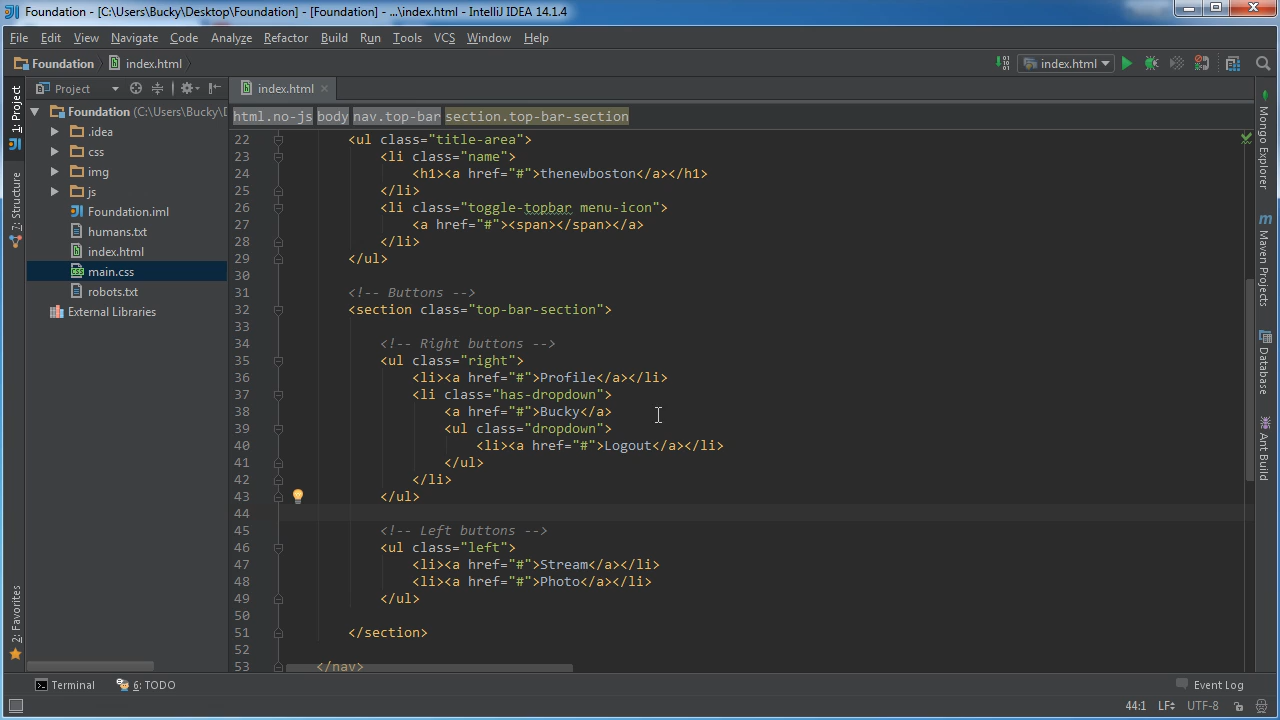 Foundation - [C:\Users\Bucky\Desktop\Foundation] - [Foundation] - ...\index.html - IntelliJ IDEA 14.1.4
File Edit View Navigate Code Analyze Refactor Build Run Tools VCS Window Help
Foundation index.html index.html
Project index.html
Foundation (C:\Users\Bucky\D
html.no-js body nav.top-bar section.top-bar-section
.idea
css
img
js
Foundation.iml
humans.txt
index.html
main.css
robots.txt
External Libraries
1: Project
7: Structure
2: Favorites
22 <ul class="title-area">
23 <li class="name">
24 <h1><a href="#">thenewboston</a></h1>
25 </li>
26 <li class="toggle-topbar menu-icon">
27 <a href="#"><span></span></a>
28 </li>
29 </ul>
30
31 <!-- Buttons -->
32 <section class="top-bar-section">
33
34 <!-- Right buttons -->
35 <ul class="right">
36 <li><a href="#">Profile</a></li>
37 <li class="has-dropdown">
38 <a href="#">Bucky</a>
39 <ul class="dropdown">
40 <li><a href="#">Logout</a></li>
41 </ul>
42 </li>
43 </ul>
44
45 <!-- Left buttons -->
46 <ul class="left">
47 <li><a href="#">Stream</a></li>
48 <li><a href="#">Photo</a></li>
49 </ul>
50
51 </section>
52
53 </nav>
Mongo Explorer
Maven Projects
Database
Ant Build
Terminal 6: TODO Event Log
44:1 LF UTF-8